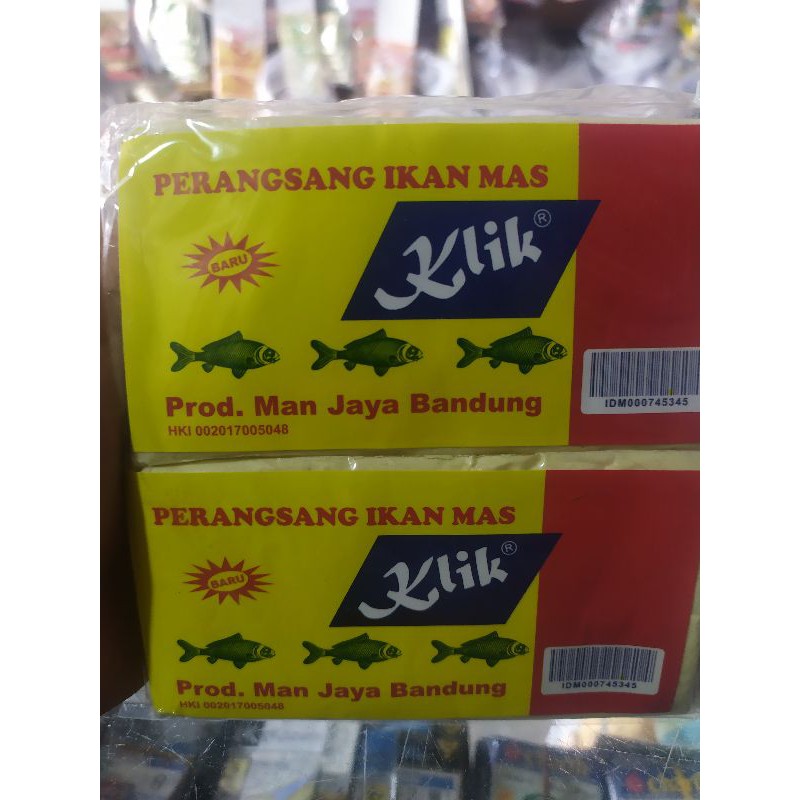 PERANGSANG IKAN MAS
Klik®
BARU
Prod. Man Jaya Bandung
HKI 002017005048
IDM000745345
PERANGSANG IKAN MAS
Klik®
BARU
Prod. Man Jaya Bandung
HKI 002017005048
IDM000745345